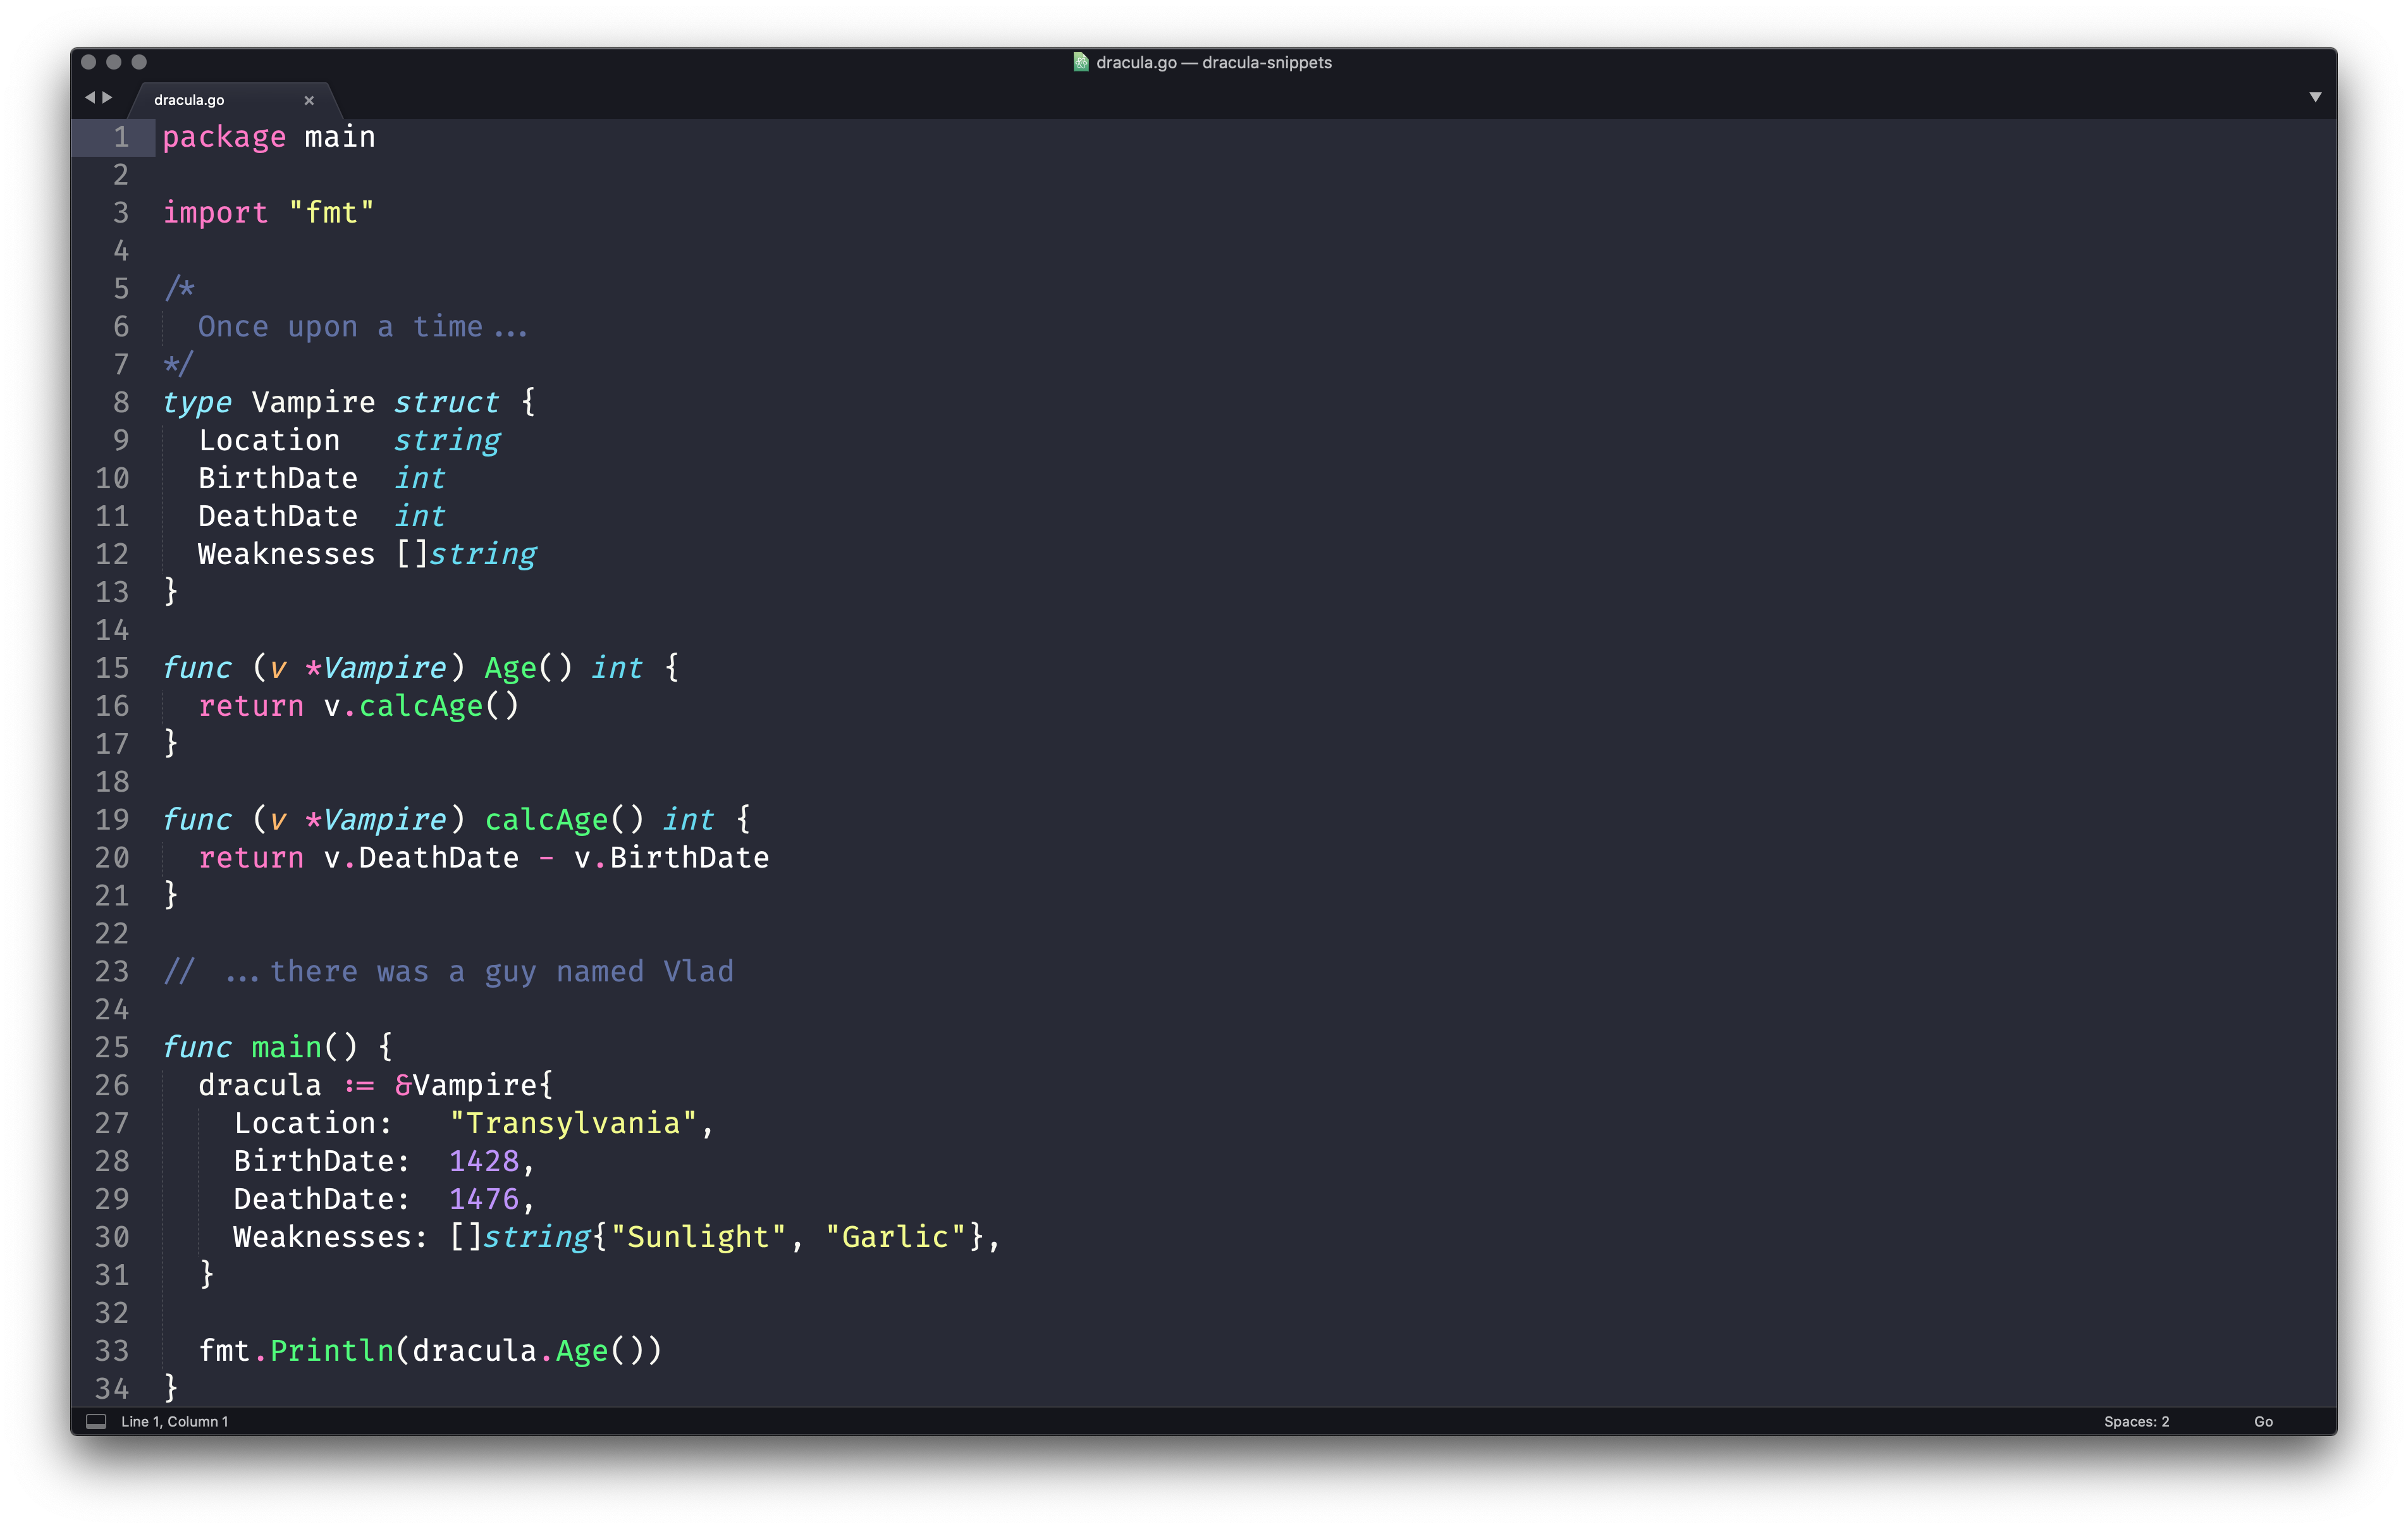 dracula.go — dracula-snippets
dracula.go
1 package main
2
3 import "fmt"
4
5 /*
6   Once upon a time...
7 */
8 type Vampire struct {
9   Location   string
10   BirthDate  int
11   DeathDate  int
12   Weaknesses []string
13 }
14
15 func (v *Vampire) Age() int {
16   return v.calcAge()
17 }
18
19 func (v *Vampire) calcAge() int {
20   return v.DeathDate - v.BirthDate
21 }
22
23 // ...there was a guy named Vlad
24
25 func main() {
26   dracula := &Vampire{
27     Location:   "Transylvania",
28     BirthDate:  1428,
29     DeathDate:  1476,
30     Weaknesses: []string{"Sunlight", "Garlic"},
31   }
32
33   fmt.Println(dracula.Age())
34 }
Line 1, Column 1 Spaces: 2 Go